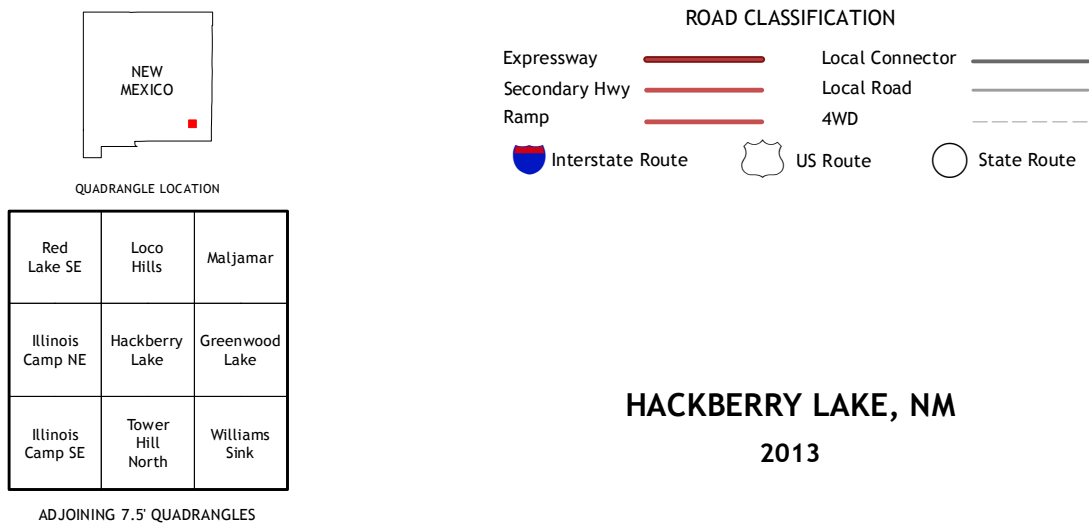 NEW
MEXICO
QUADRANGLE LOCATION
Red
Lake SE
Loco
Hills
Maljamar
Illinois
Camp NE
Hackberry
Lake
Greenwood
Lake
Illinois
Camp SE
Tower
Hill
North
Williams
Sink
ADJOINING 7.5' QUADRANGLES
ROAD CLASSIFICATION
Expressway
Local Connector
Secondary Hwy
Local Road
Ramp
4WD
Interstate Route
US Route
State Route
HACKBERRY LAKE, NM
2013